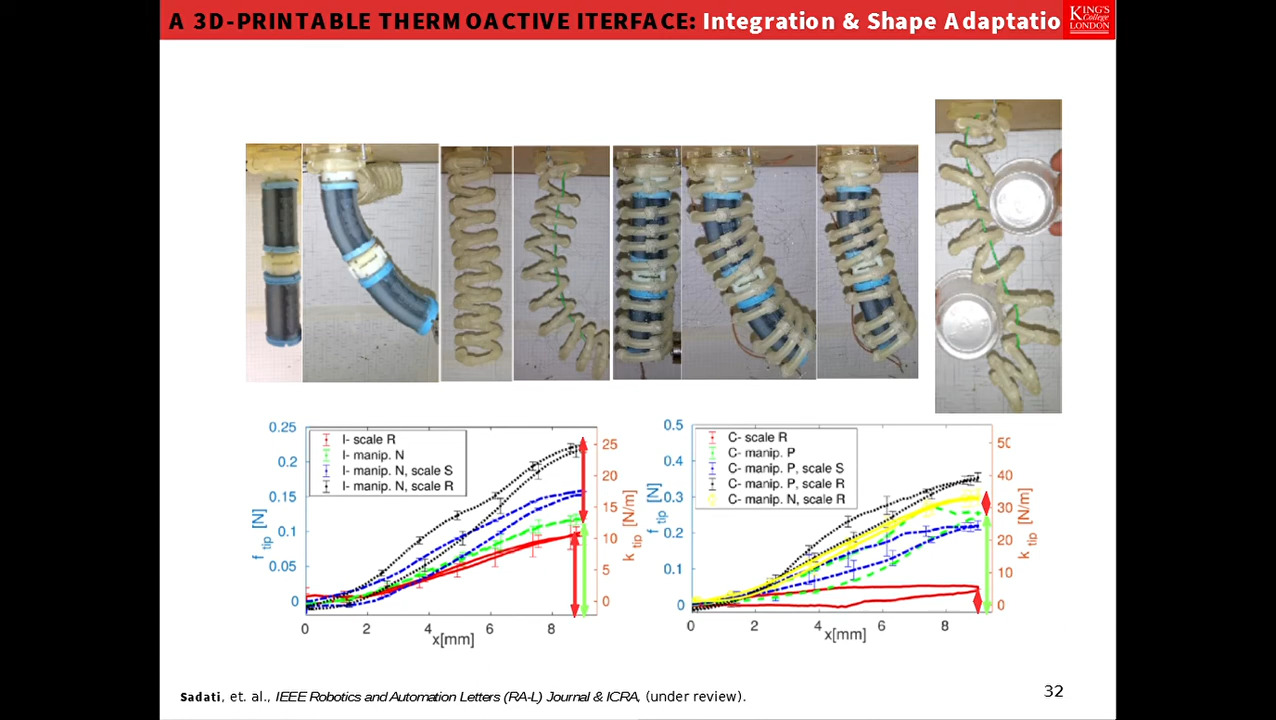 A 3D-PRINTABLE THERMOACTIVE ITERFACE: Integration & Shape Adaptatio
KING'S
College
LONDON
0.25
0.2
0.15
0.1
0.05
0
f tip [N]
I- scale R
I- manip. N
I- manip. N, scale S
I- manip. N, scale R
25
20
15
10
5
0
k tip [N/m]
0 2 4 6 8
x[mm]
0.5
0.4
0.3
0.2
0.1
0
f tip [N]
C- scale R
C- manip. P
C- manip. P, scale S
C- manip. P, scale R
C- manip. N, scale R
40
30
20
10
0
k tip [N/m]
0 2 4 6 8
x[mm]
Sadati, et. al., IEEE Robotics and Automation Letters (RA-L) Journal & ICRA, (under review).
32